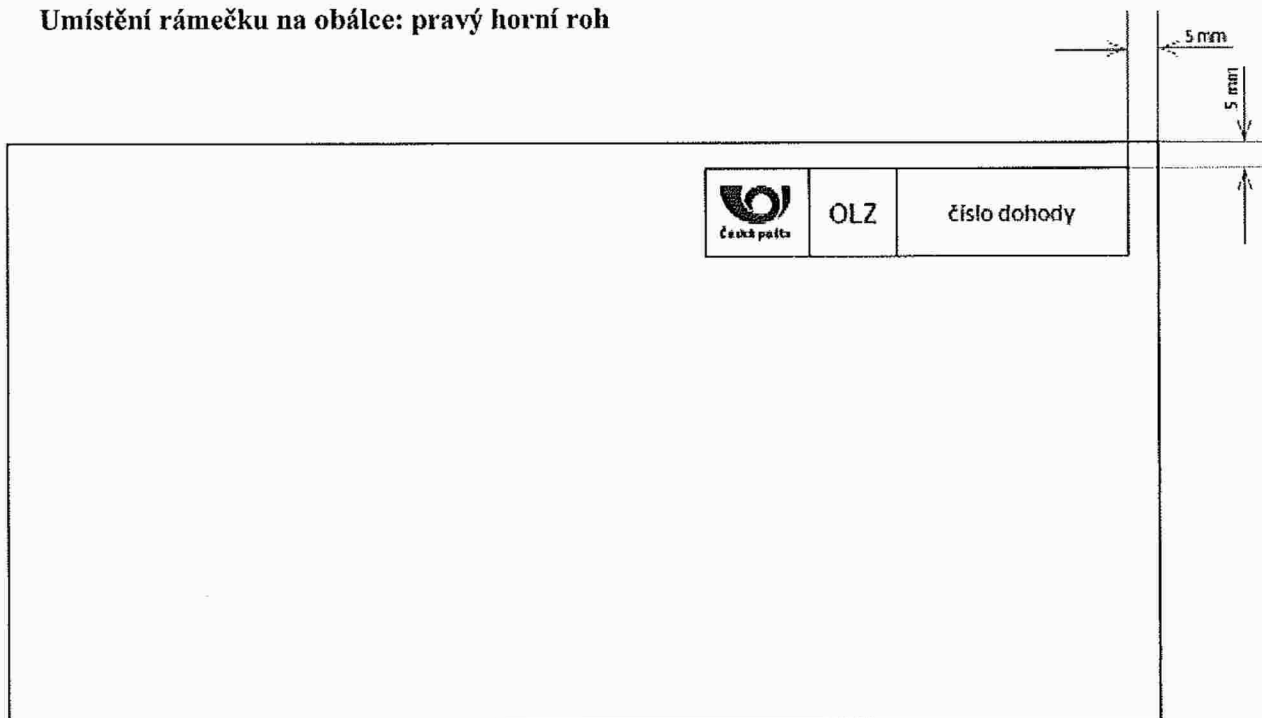 Umístění rámečku na obálce: pravý horní roh
5 mm
5 mm
Česká pošta
OLZ
číslo dohody